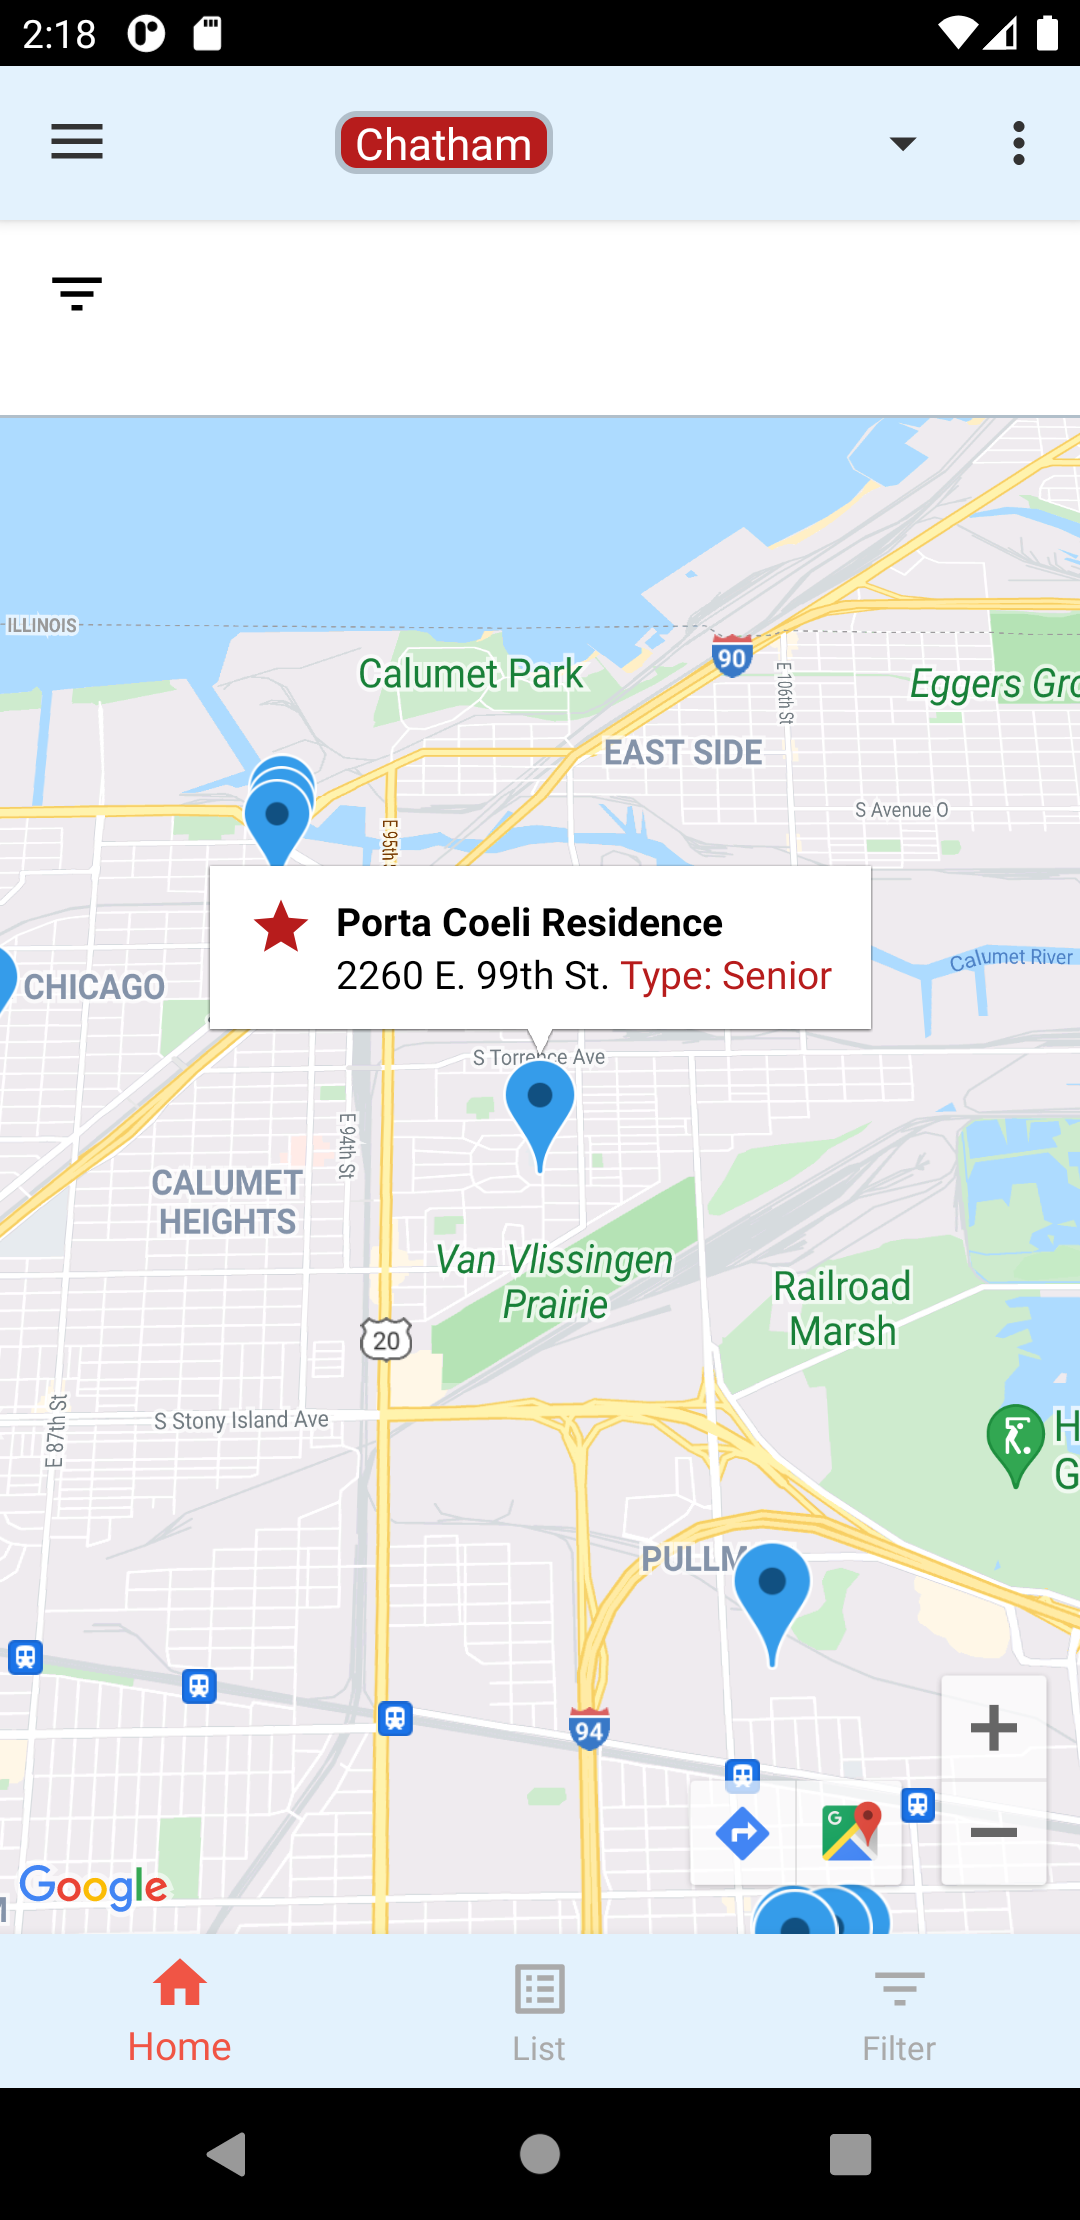 2:18
Chatham
ILLINOIS
Calumet Park
90
E 106th St
Eggers Gro
EAST SIDE
S Avenue O
E 95th S
Porta Coeli Residence
2260 E. 99th St. Type: Senior
Calumet River
CHICAGO
S Torrence Ave
E 94th St
CALUMET
HEIGHTS
Van Vlissingen
Prairie
Railroad
Marsh
20
E 87th St
S Stony Island Ave
H
G
PULLM
94
G
Google
Home
List
Filter